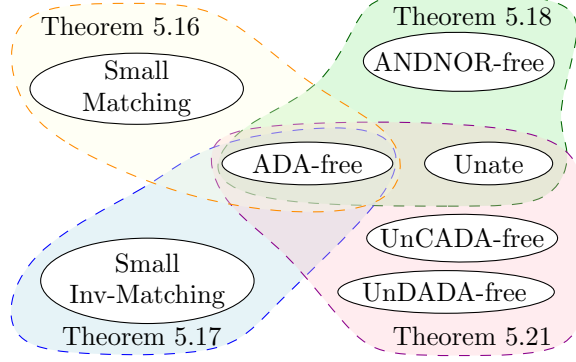 Theorem 5.16
Theorem 5.18
Small
Matching
ANDNOR-free
ADA-free
Unate
UnCADA-free
Small
Inv-Matching
UnDADA-free
Theorem 5.17
Theorem 5.21